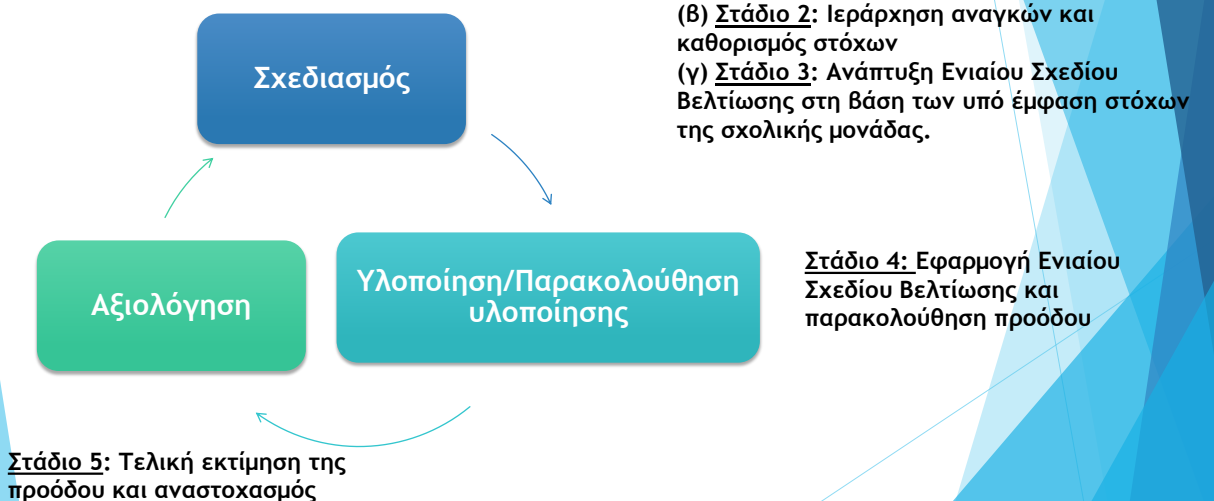 (β) Στάδιο 2: Ιεράρχηση αναγκών και
καθορισμός στόχων
(γ) Στάδιο 3: Ανάπτυξη Ενιαίου Σχεδίου
Βελτίωσης στη βάση των υπό έμφαση στόχων
της σχολικής μονάδας.
Σχεδιασμός
Υλοποίηση/Παρακολούθηση
υλοποίησης
Αξιολόγηση
Στάδιο 4: Εφαρμογή Ενιαίου
Σχεδίου Βελτίωσης και
παρακολούθηση προόδου
Στάδιο 5: Τελική εκτίμηση της
προόδου και αναστοχασμός